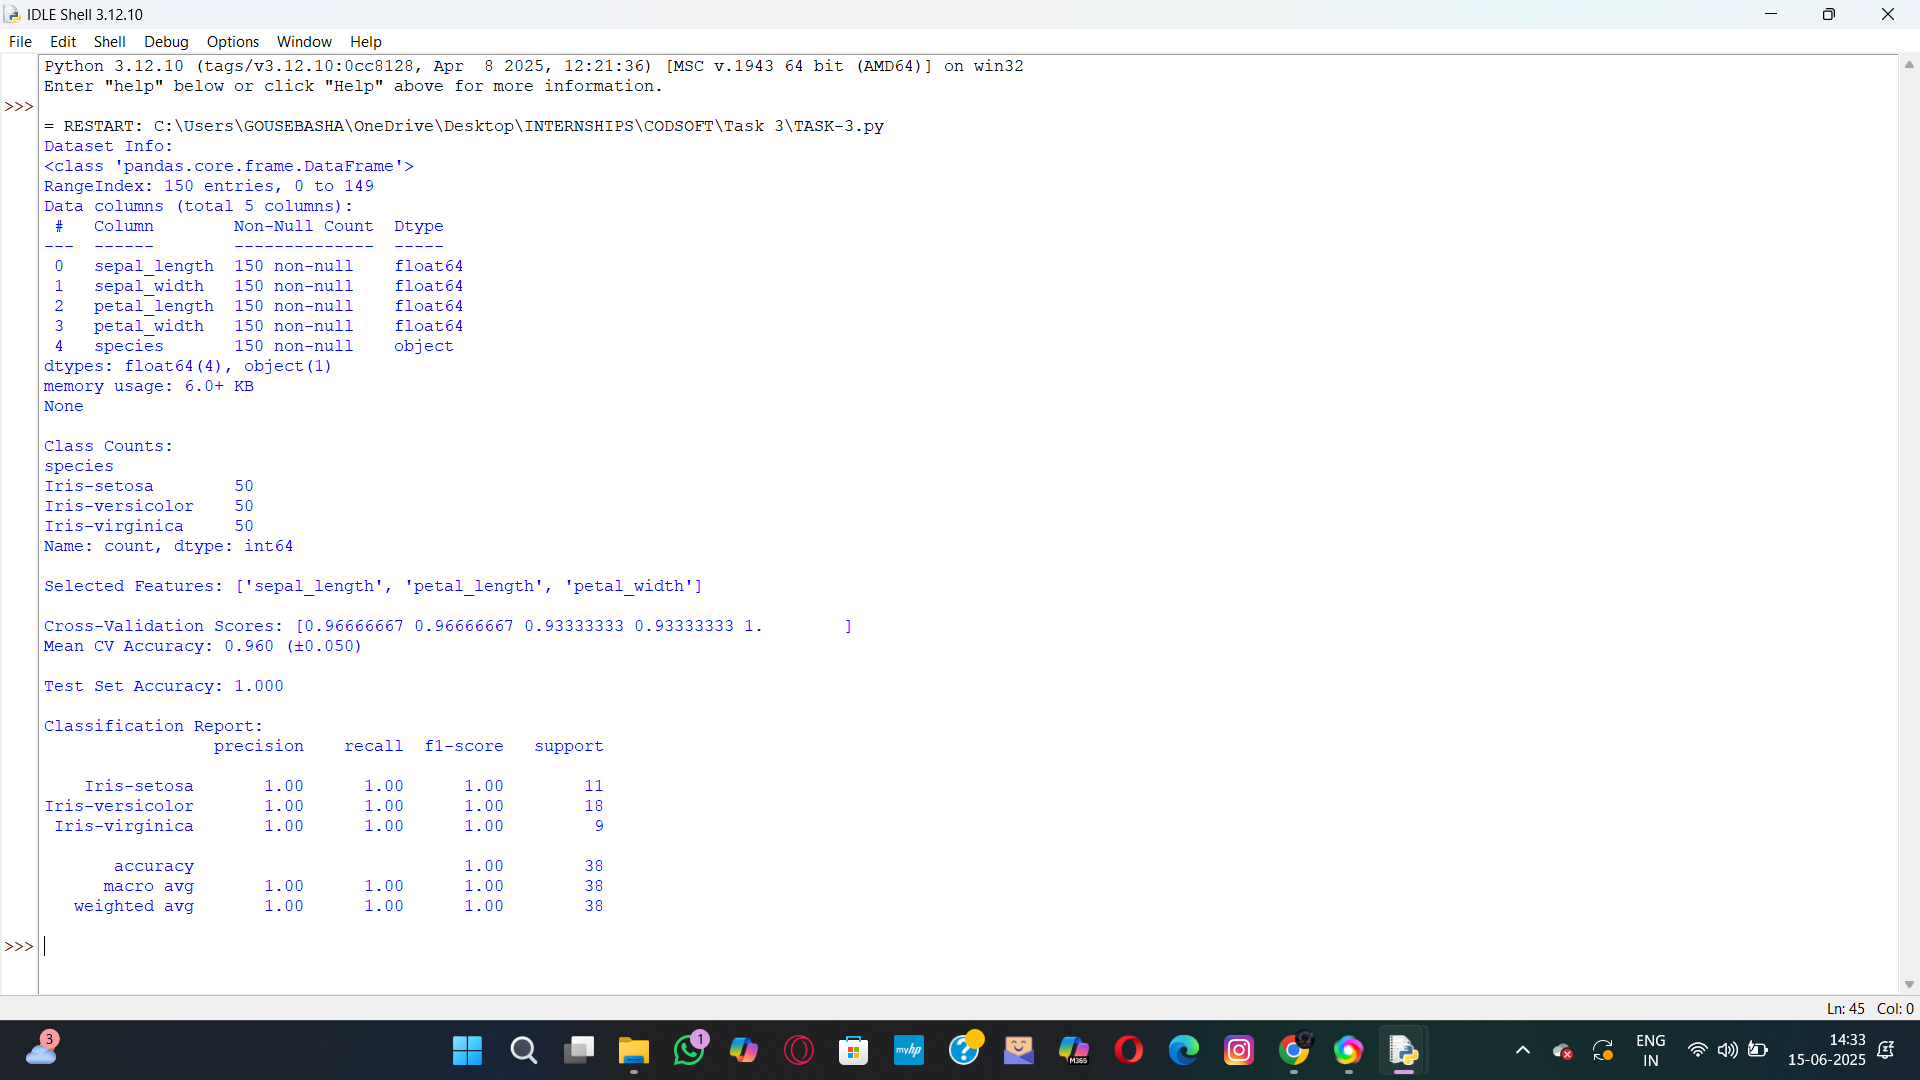 IDLE Shell 3.12.10
File Edit Shell Debug Options Window Help
Python 3.12.10 (tags/v3.12.10:0cc8128, Apr  8 2025, 12:21:36) [MSC v.1943 64 bit (AMD64)] on win32
Enter "help" below or click "Help" above for more information.
>>>
= RESTART: C:\Users\GOUSEBASHA\OneDrive\Desktop\INTERNSHIPS\CODSOFT\Task 3\TASK-3.py
Dataset Info:
<class 'pandas.core.frame.DataFrame'>
RangeIndex: 150 entries, 0 to 149
Data columns (total 5 columns):
 #   Column        Non-Null Count  Dtype
---  ------        --------------  -----
 0   sepal_length  150 non-null    float64
 1   sepal_width   150 non-null    float64
 2   petal_length  150 non-null    float64
 3   petal_width   150 non-null    float64
 4   species       150 non-null    object
dtypes: float64(4), object(1)
memory usage: 6.0+ KB
None
Class Counts:
species
Iris-setosa        50
Iris-versicolor    50
Iris-virginica     50
Name: count, dtype: int64
Selected Features: ['sepal_length', 'petal_length', 'petal_width']
Cross-Validation Scores: [0.96666667 0.96666667 0.93333333 0.93333333 1.        ]
Mean CV Accuracy: 0.960 (±0.050)
Test Set Accuracy: 1.000
Classification Report:
                 precision    recall  f1-score   support
    Iris-setosa       1.00      1.00      1.00        11
Iris-versicolor       1.00      1.00      1.00        18
 Iris-virginica       1.00      1.00      1.00         9
       accuracy                           1.00        38
      macro avg       1.00      1.00      1.00        38
   weighted avg       1.00      1.00      1.00        38
>>>
Ln: 45 Col: 0
3
1
myhp
M365
ENG
IN
14:33
15-06-2025